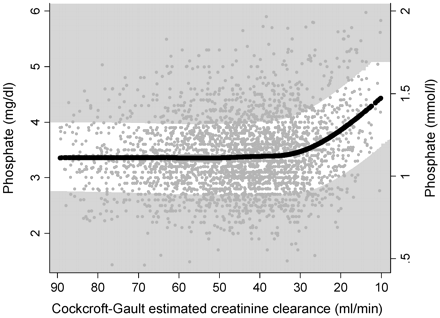 6
5
4
3
2
Phosphate (mg/dl)
2
1.5
1
.5
Phosphate (mmol/l)
90 80 70 60 50 40 30 20 10
Cockcroft-Gault estimated creatinine clearance (ml/min)